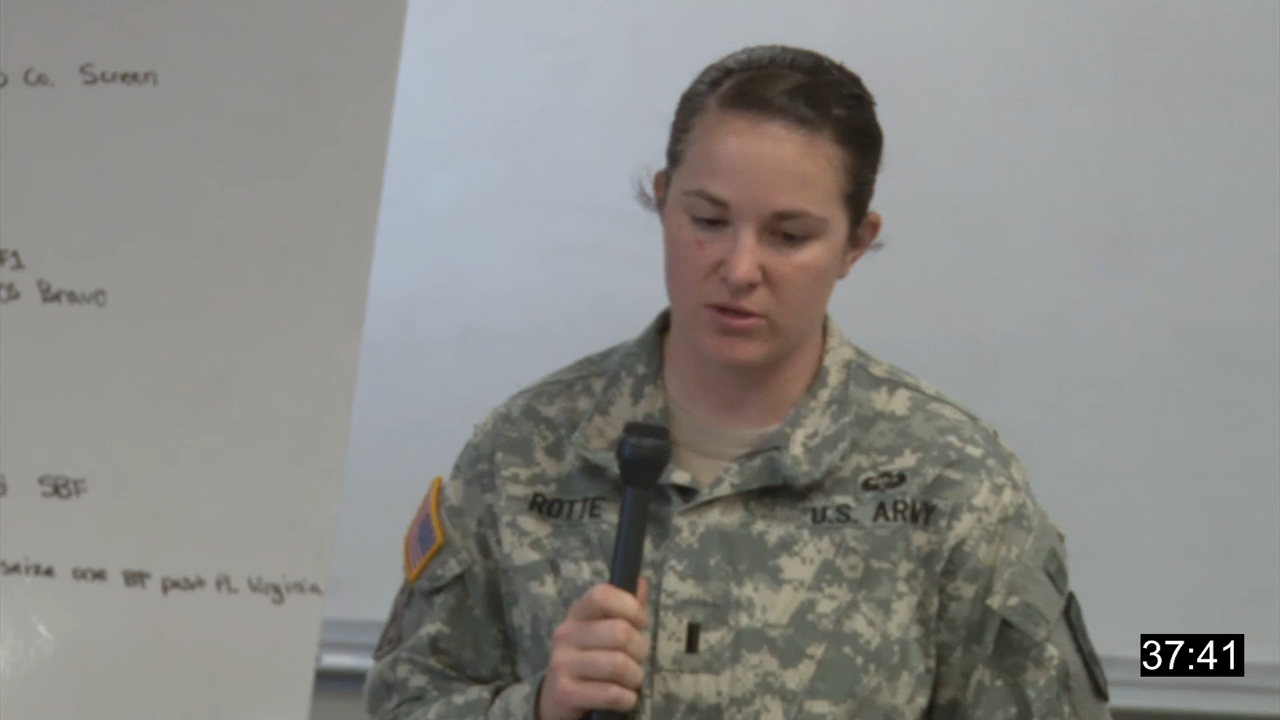 Co. Screen
F1
Bravo
SBF
seize one BP past PL Virginia
ROTTE
U.S. ARMY
37:41